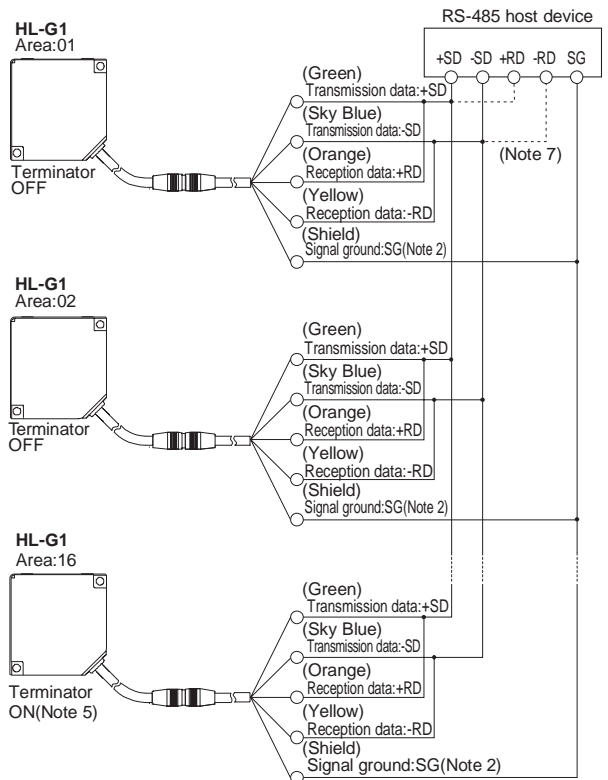 RS-485 host device
+SD -SD +RD -RD SG
(Note 7)
HL-G1
Area:01
Terminator
OFF
(Green)
Transmission data:+SD
(Sky Blue)
Transmission data:-SD
(Orange)
Reception data:+RD
(Yellow)
Reception data:-RD
(Shield)
Signal ground:SG(Note 2)
HL-G1
Area:02
Terminator
OFF
(Green)
Transmission data:+SD
(Sky Blue)
Transmission data:-SD
(Orange)
Reception data:+RD
(Yellow)
Reception data:-RD
(Shield)
Signal ground:SG(Note 2)
HL-G1
Area:16
Terminator
ON(Note 5)
(Green)
Transmission data:+SD
(Sky Blue)
Transmission data:-SD
(Orange)
Reception data:+RD
(Yellow)
Reception data:-RD
(Shield)
Signal ground:SG(Note 2)